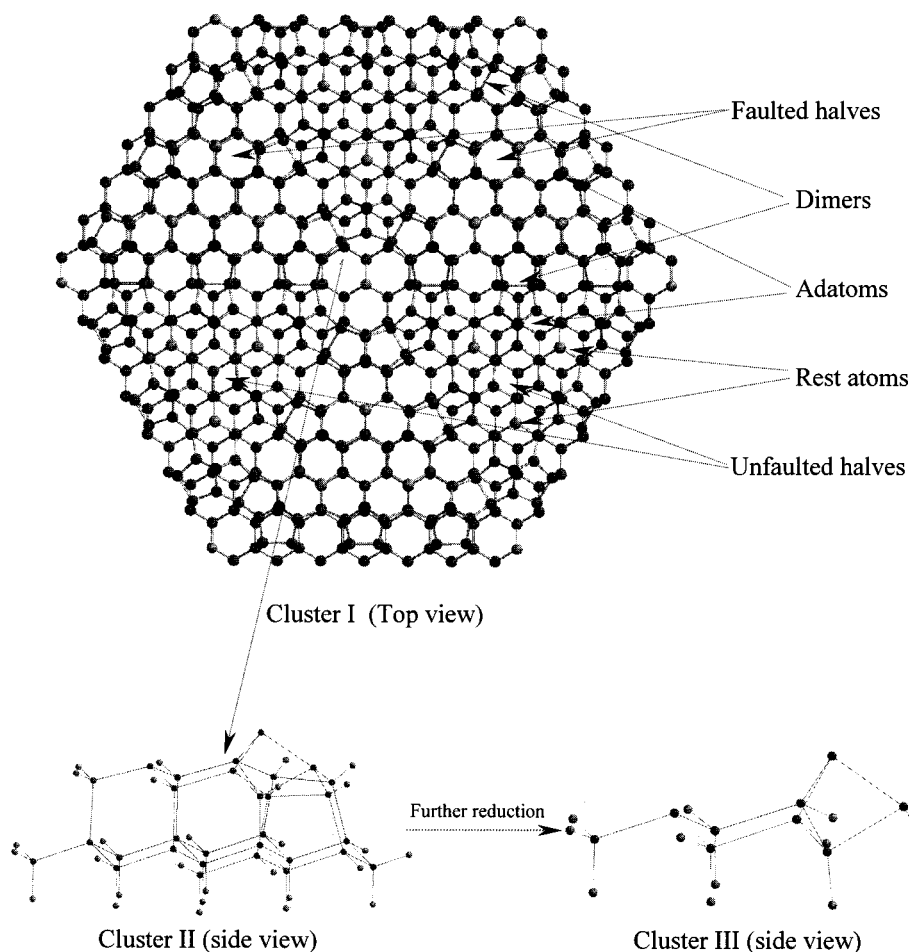 Faulted halves
Dimers
Adatoms
Rest atoms
Unfaulted halves
Cluster I (Top view)
Further reduction
Cluster II (side view)
Cluster III (side view)